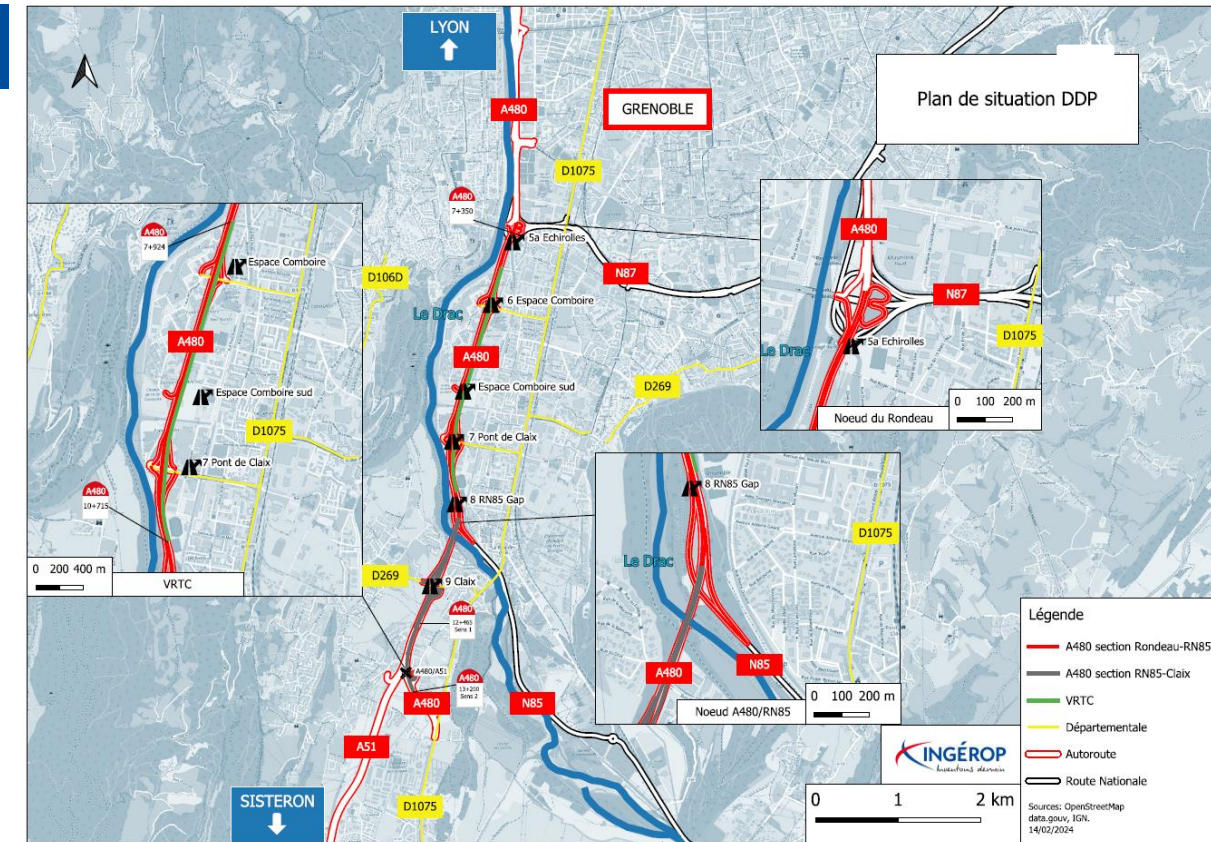 LYON
Plan de situation DDP
GRENOBLE
A480
D1075
A480
7+350
5a Echirolles
N87
D106D
6 Espace Comboire
Le Drac
A480
Espace Comboire sud
D269
7 Pont de Claix
8 RN85 Gap
D269
9 Claix
A480
12+465
Sens 1
A480/A51
A480
13+200
Sens 2
A480
N85
A51
D1075
SISTERON
A480
7+924
Espace Comboire
A480
Espace Comboire sud
D1075
7 Pont de Claix
A480
10+715
0 200 400 m
VRTC
A480
N87
D1075
Le Drac
5a Echirolles
Noeud du Rondeau
0 100 200 m
8 RN85 Gap
D1075
Le Drac
A480
N85
Noeud A480/RN85
0 100 200 m
Légende
A480 section Rondeau-RN85
A480 section RN85-Claix
VRTC
Départementale
Autoroute
Route Nationale
INGÉROP
Inventons demain
0 1 2 km
Sources: OpenStreetMap
data.gouv, IGN.
14/02/2024